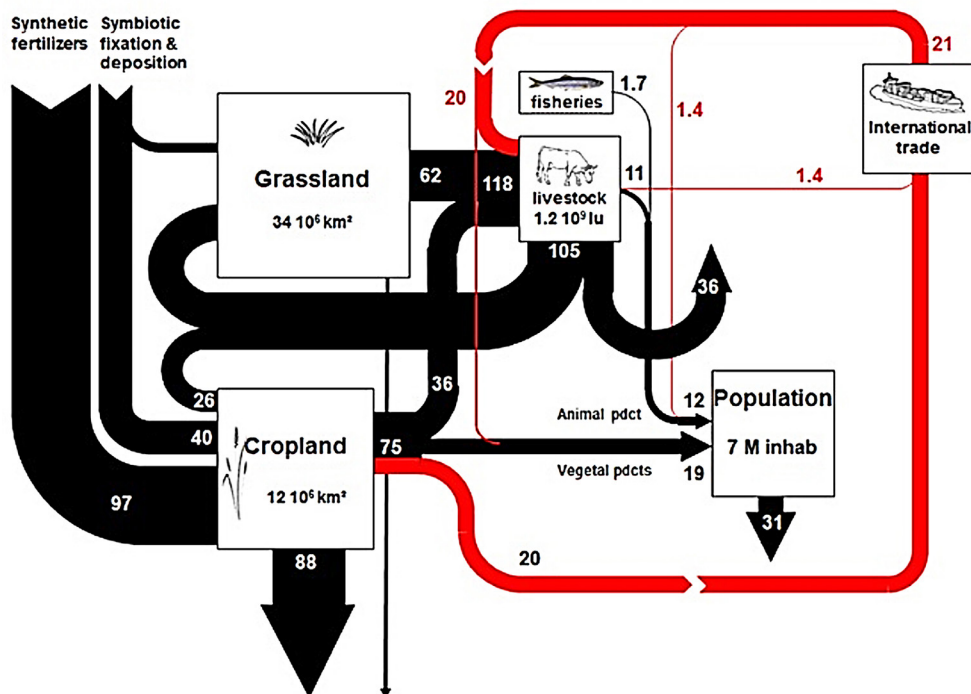 Synthetic
fertilizers
Symbiotic
fixation &
deposition
21
20
fisheries
1.7
1.4
International
trade
Grassland
34 10⁶ km²
62
118
livestock
1.2 10⁹ lu
11
1.4
105
36
36
26
40
97
Cropland
12 10⁶ km²
75
88
Animal pdct
Vegetal pdcts
12
19
Population
7 M inhab
31
20